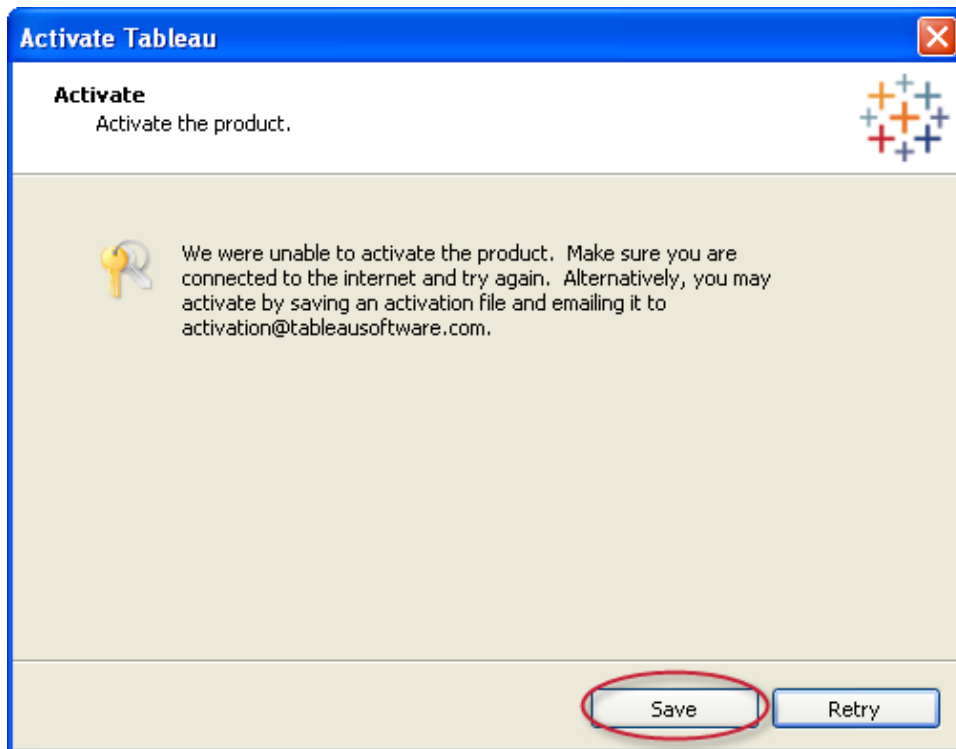 Activate Tableau
Activate
Activate the product.
We were unable to activate the product.  Make sure you are
connected to the internet and try again.  Alternatively, you may
activate by saving an activation file and emailing it to
activation@tableausoftware.com.
Save
Retry